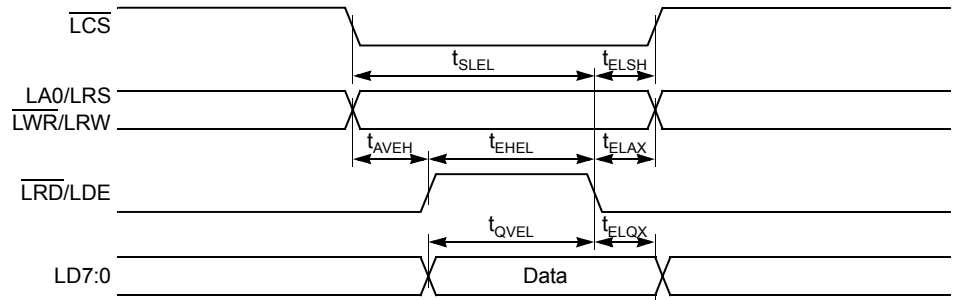 LCS
tSLEL tELSH
LA0/LRS
LWR/LRW
tAVEH tEHEL tELAX
LRD/LDE
tQVEL tELQX
LD7:0 Data